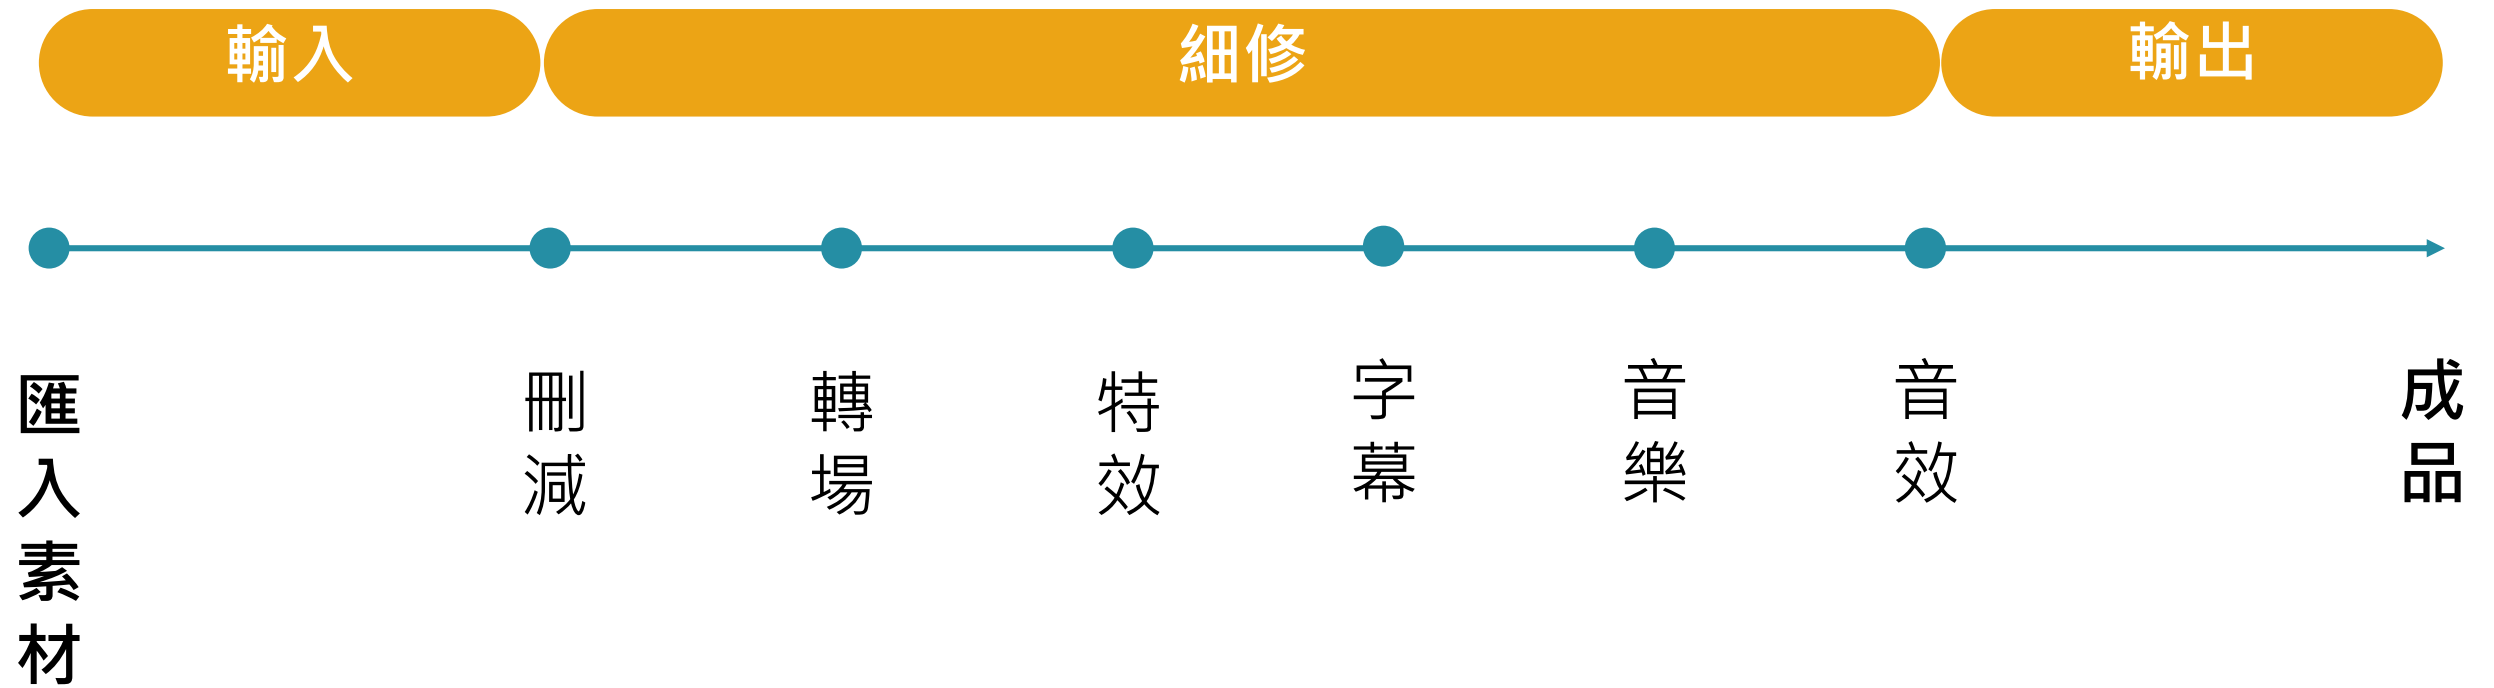 輸入
細修
輸出
匯入素材
刪減
轉場
特效
字幕
音樂
音效
成品